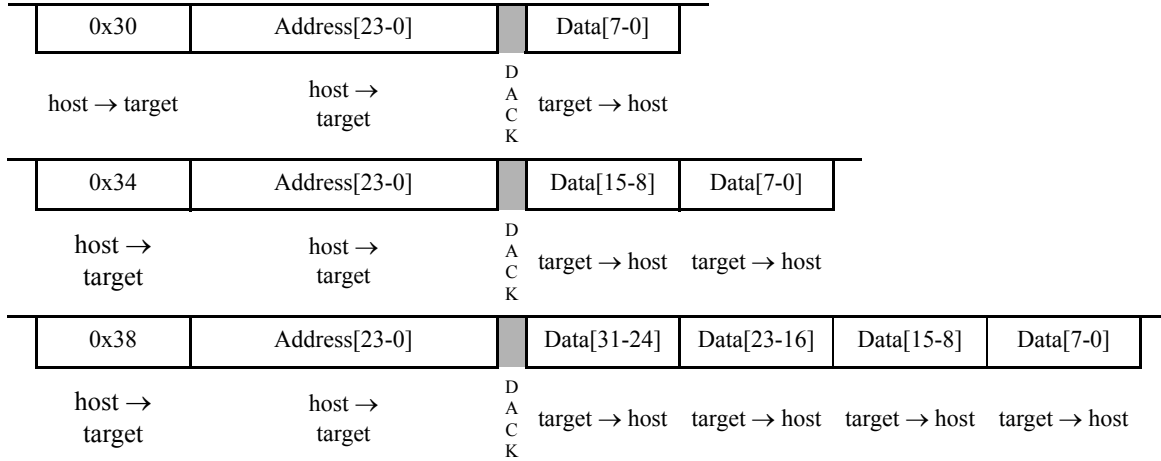 0x30 Address[23-0] Data[7-0]
host → target host → target D A C K target → host
0x34 Address[23-0] Data[15-8] Data[7-0]
host → target host → target D A C K target → host target → host
0x38 Address[23-0] Data[31-24] Data[23-16] Data[15-8] Data[7-0]
host → target host → target D A C K target → host target → host target → host target → host